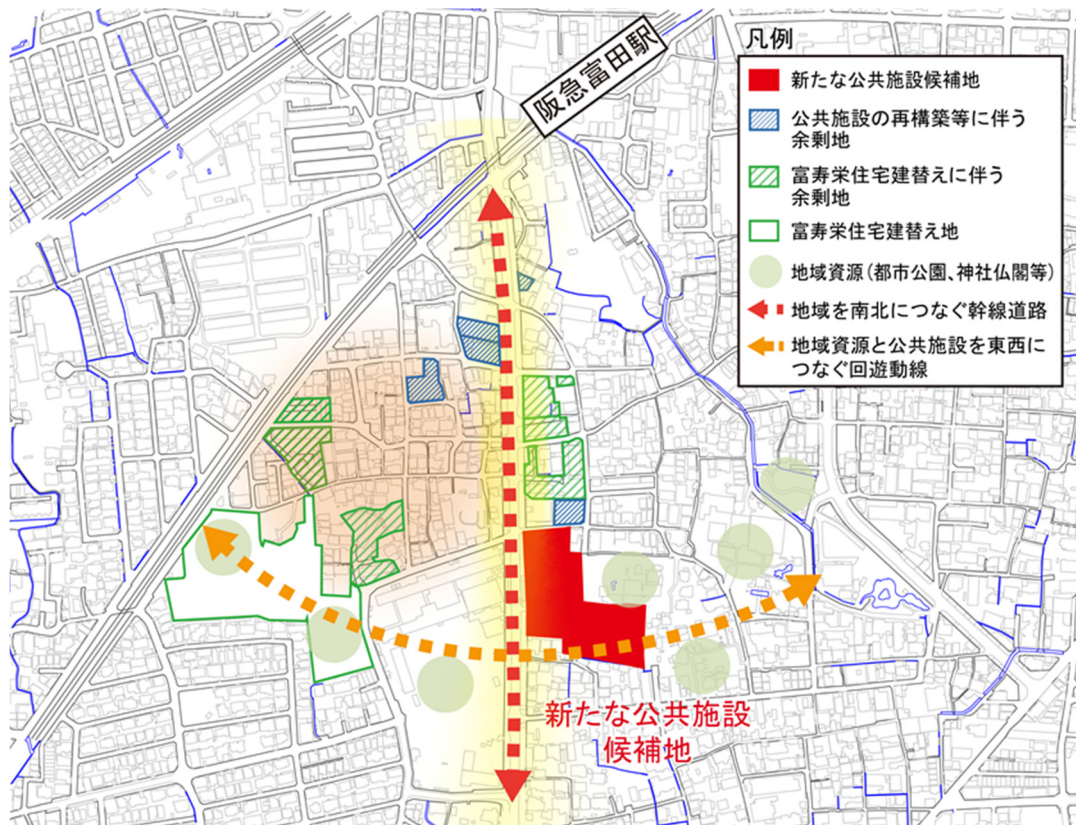 阪急富田駅
凡例
新たな公共施設候補地
公共施設の再構築等に伴う
余剰地
富寿栄住宅建替えに伴う
余剰地
富寿栄住宅建替え地
地域資源(都市公園、神社仏閣等)
地域を南北につなぐ幹線道路
地域資源と公共施設を東西に
つなぐ回遊動線
新たな公共施設
候補地